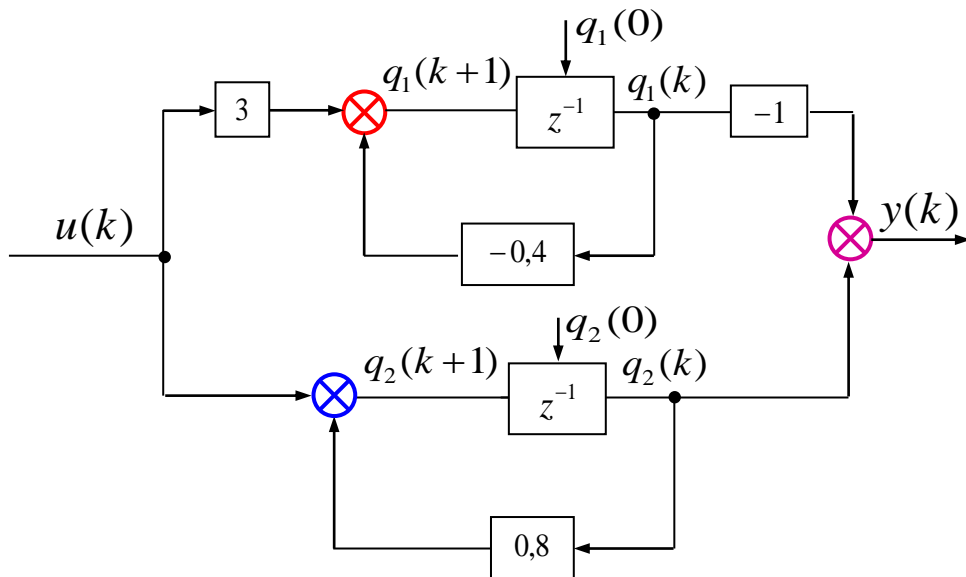 q₁(0)
q₁(k+1)
q₁(k)
3
z⁻¹
−1
u(k)
y(k)
−0,4
q₂(0)
q₂(k+1)
q₂(k)
z⁻¹
0,8